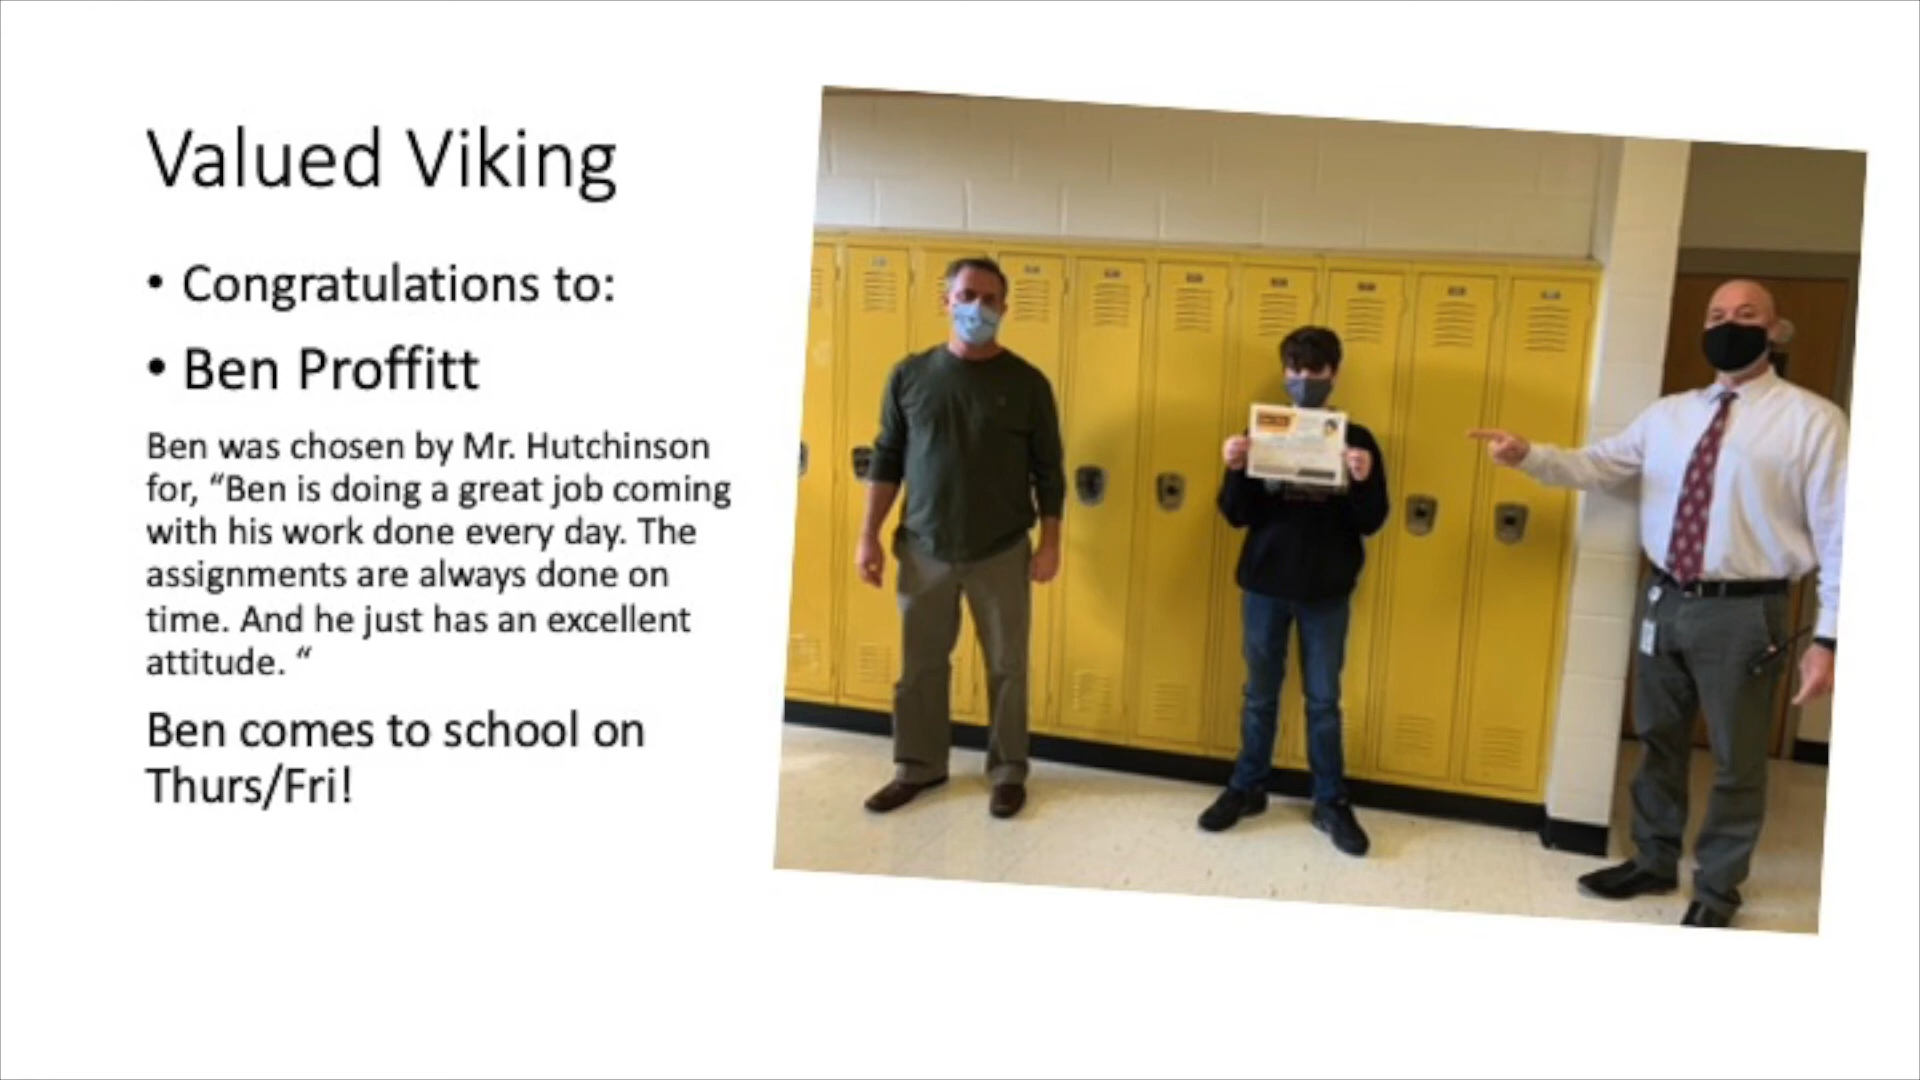 Valued Viking
• Congratulations to:
• Ben Proffitt
Ben was chosen by Mr. Hutchinson
for, “Ben is doing a great job coming
with his work done every day. The
assignments are always done on
time. And he just has an excellent
attitude. “
Ben comes to school on
Thurs/Fri!